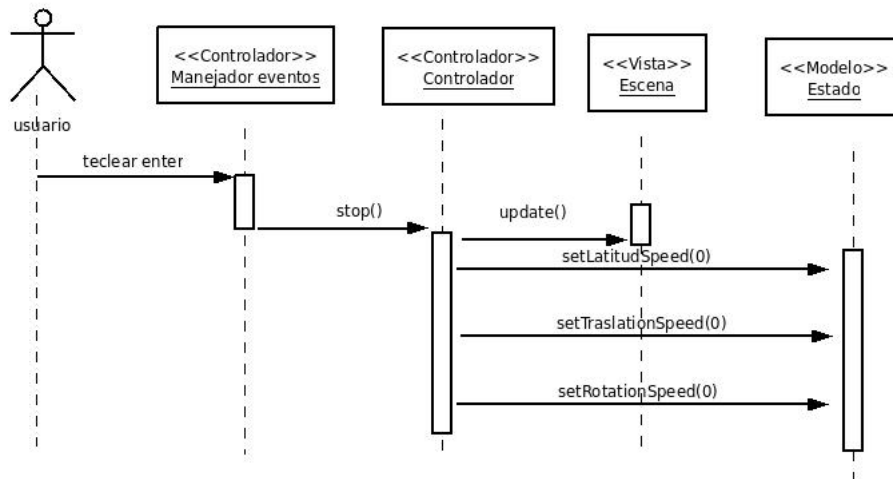 <<Controlador>>
Manejador eventos
<<Controlador>>
Controlador
<<Vista>>
Escena
<<Modelo>>
Estado
usuario
teclear enter
stop()
update()
setLatitudSpeed(0)
setTraslationSpeed(0)
setRotationSpeed(0)